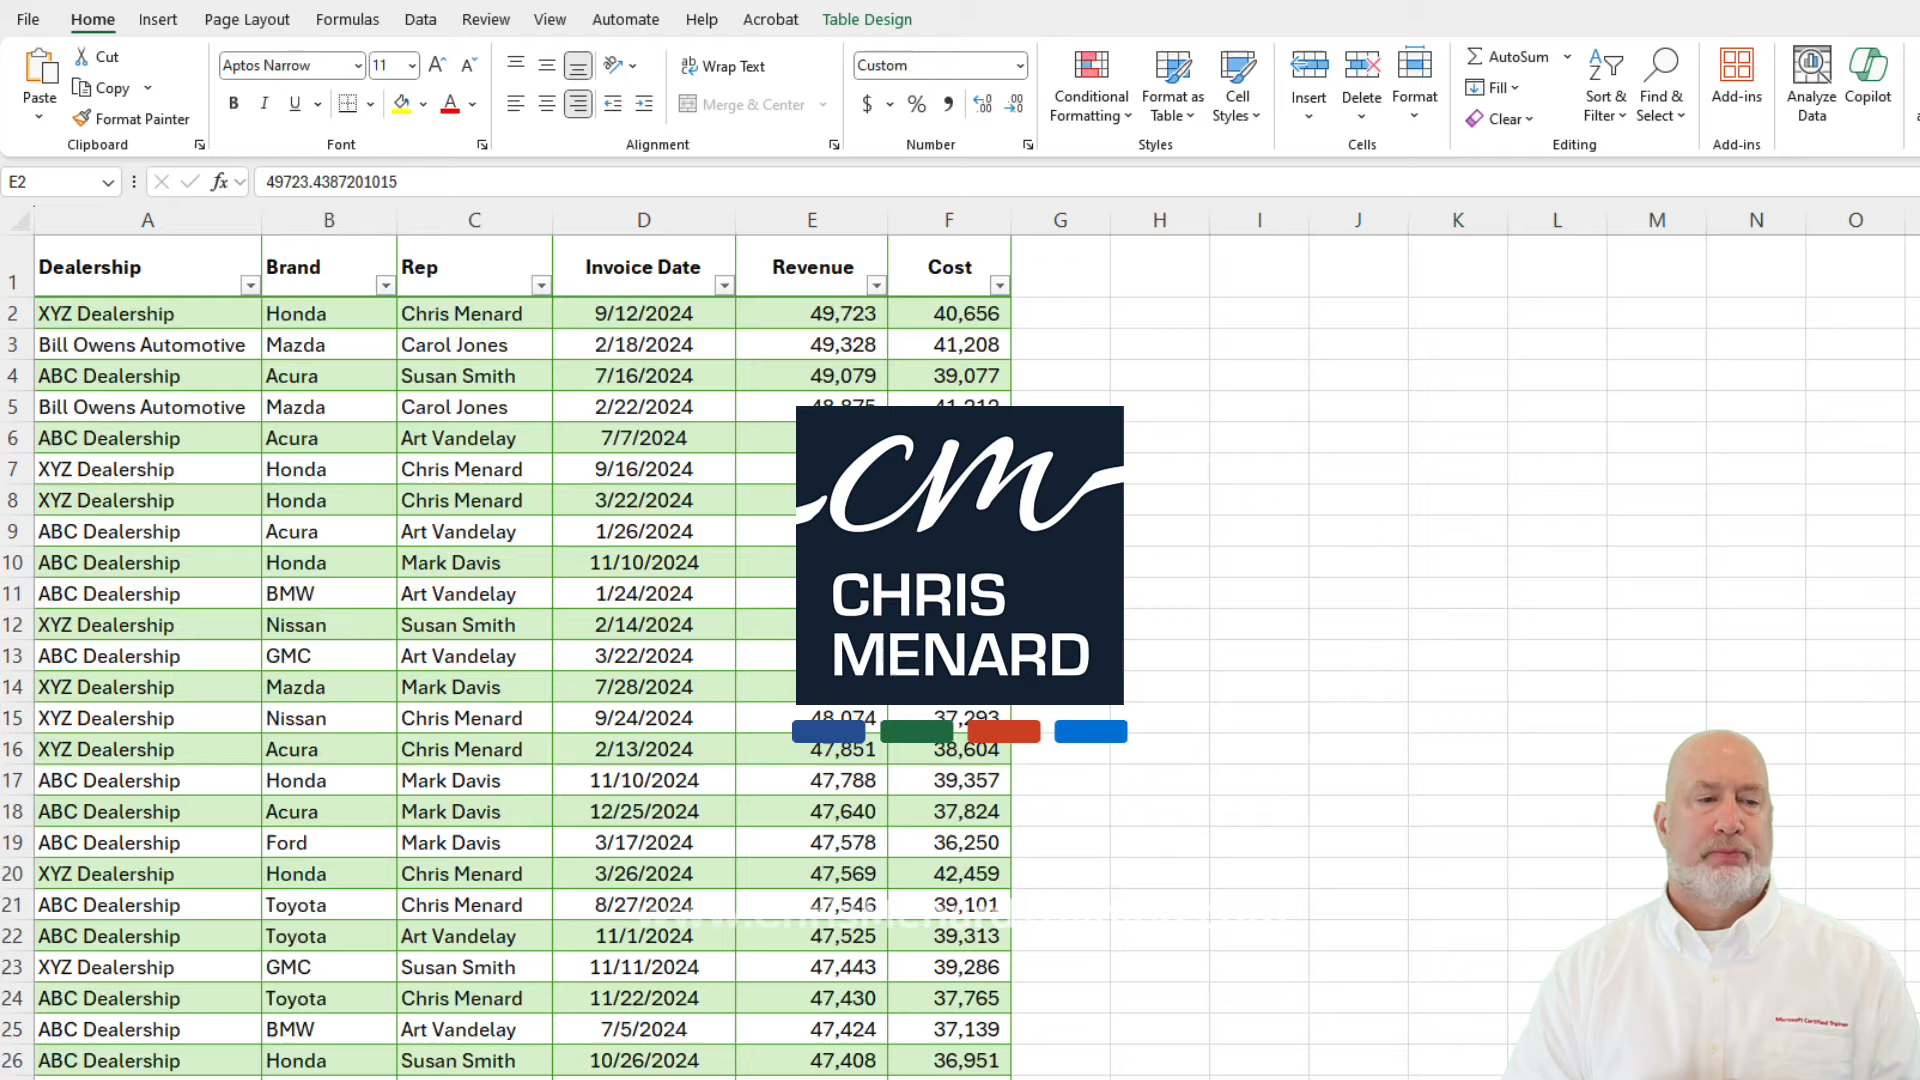 File Home Insert Page Layout Formulas Data Review View Automate Help Acrobat Table Design
Paste Cut Copy Format Painter Clipboard
Aptos Narrow 11 B I U Font
ab Wrap Text Merge & Center Alignment
Custom $ % Number
Conditional Formatting Format as Table Cell Styles Styles
Insert Delete Format Cells
AutoSum Fill Clear Sort & Filter Find & Select Editing
Add-ins Add-ins
Analyze Data Copilot
E2 fx 49723.4387201015
A B C D E F G H I J K L M N O
1 Dealership Brand Rep Invoice Date Revenue Cost
2 XYZ Dealership Honda Chris Menard 9/12/2024 49,723 40,656
3 Bill Owens Automotive Mazda Carol Jones 2/18/2024 49,328 41,208
4 ABC Dealership Acura Susan Smith 7/16/2024 49,079 39,077
5 Bill Owens Automotive Mazda Carol Jones 2/22/2024
6 ABC Dealership Acura Art Vandelay 7/7/2024
7 XYZ Dealership Honda Chris Menard 9/16/2024
8 XYZ Dealership Honda Chris Menard 3/22/2024
9 ABC Dealership Acura Art Vandelay 1/26/2024
10 ABC Dealership Honda Mark Davis 11/10/2024
11 ABC Dealership BMW Art Vandelay 1/24/2024
12 XYZ Dealership Nissan Susan Smith 2/14/2024
13 ABC Dealership GMC Art Vandelay 3/22/2024
14 XYZ Dealership Mazda Mark Davis 7/28/2024
15 XYZ Dealership Nissan Chris Menard 9/24/2024 48,074 37,293
16 XYZ Dealership Acura Chris Menard 2/13/2024 47,851 38,604
17 ABC Dealership Honda Mark Davis 11/10/2024 47,788 39,357
18 ABC Dealership Acura Mark Davis 12/25/2024 47,640 37,824
19 ABC Dealership Ford Mark Davis 3/17/2024 47,578 36,250
20 XYZ Dealership Honda Chris Menard 3/26/2024 47,569 42,459
21 ABC Dealership Toyota Chris Menard 8/27/2024 47,546 39,101
22 ABC Dealership Toyota Art Vandelay 11/1/2024 47,525 39,313
23 XYZ Dealership GMC Susan Smith 11/11/2024 47,443 39,286
24 ABC Dealership Toyota Chris Menard 11/22/2024 47,430 37,765
25 ABC Dealership BMW Art Vandelay 7/5/2024 47,424 37,139
26 ABC Dealership Honda Susan Smith 10/26/2024 47,408 36,951
cm
CHRIS
MENARD
Microsoft Certified Trainer